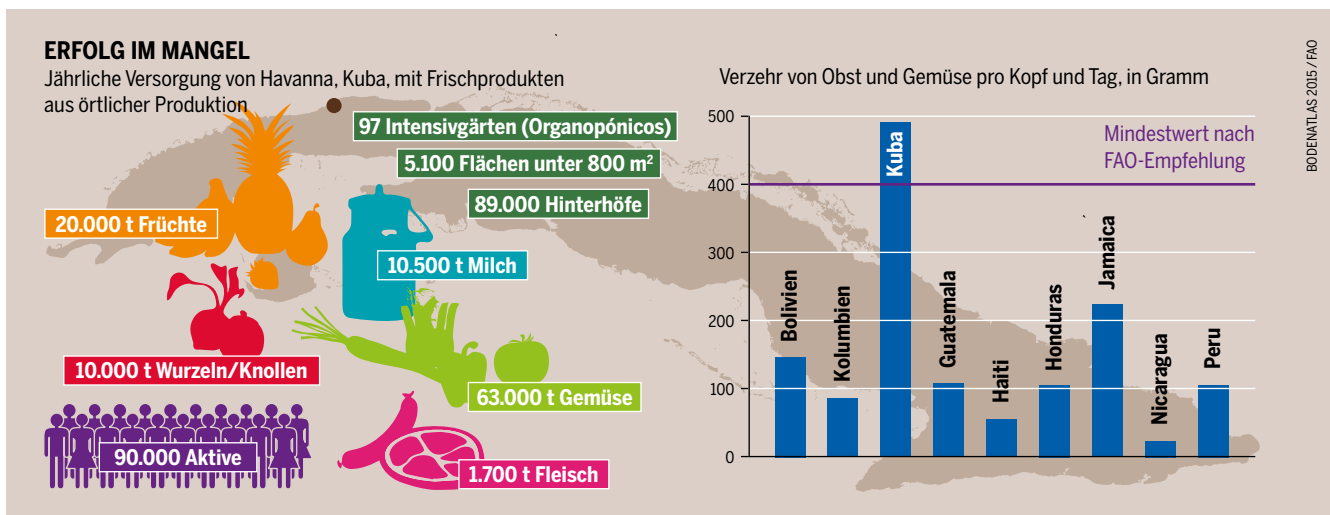 ERFOLG IM MANGEL
Jährliche Versorgung von Havanna, Kuba, mit Frischprodukten
aus örtlicher Produktion
97 Intensivgärten (Organopónicos)
5.100 Flächen unter 800 m²
89.000 Hinterhöfe
20.000 t Früchte
10.500 t Milch
10.000 t Wurzeln/Knollen
63.000 t Gemüse
90.000 Aktive
1.700 t Fleisch
Verzehr von Obst und Gemüse pro Kopf und Tag, in Gramm
500
400
300
200
100
0
Mindestwert nach
FAO-Empfehlung
Bolivien
Kolumbien
Kuba
Guatemala
Haiti
Honduras
Jamaica
Nicaragua
Peru
BODENATLAS 2015 / FAO